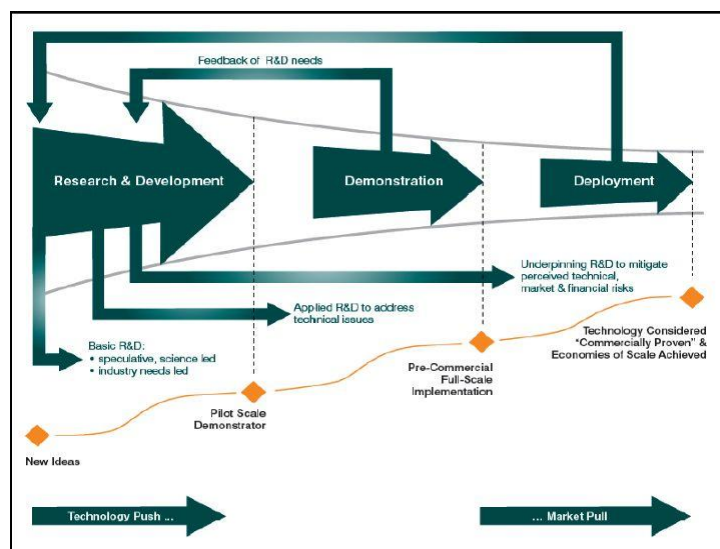 Feedback of R&D needs
Research & Development
Demonstration
Deployment
Underpinning R&D to mitigate
perceived technical,
market & financial risks
Applied R&D to address
technical issues
Basic R&D:
• speculative, science led
• industry needs led
Technology Considered
"Commercially Proven" &
Economies of Scale Achieved
Pre-Commercial
Full-Scale
Implementation
Pilot Scale
Demonstrator
New Ideas
Technology Push ...
... Market Pull